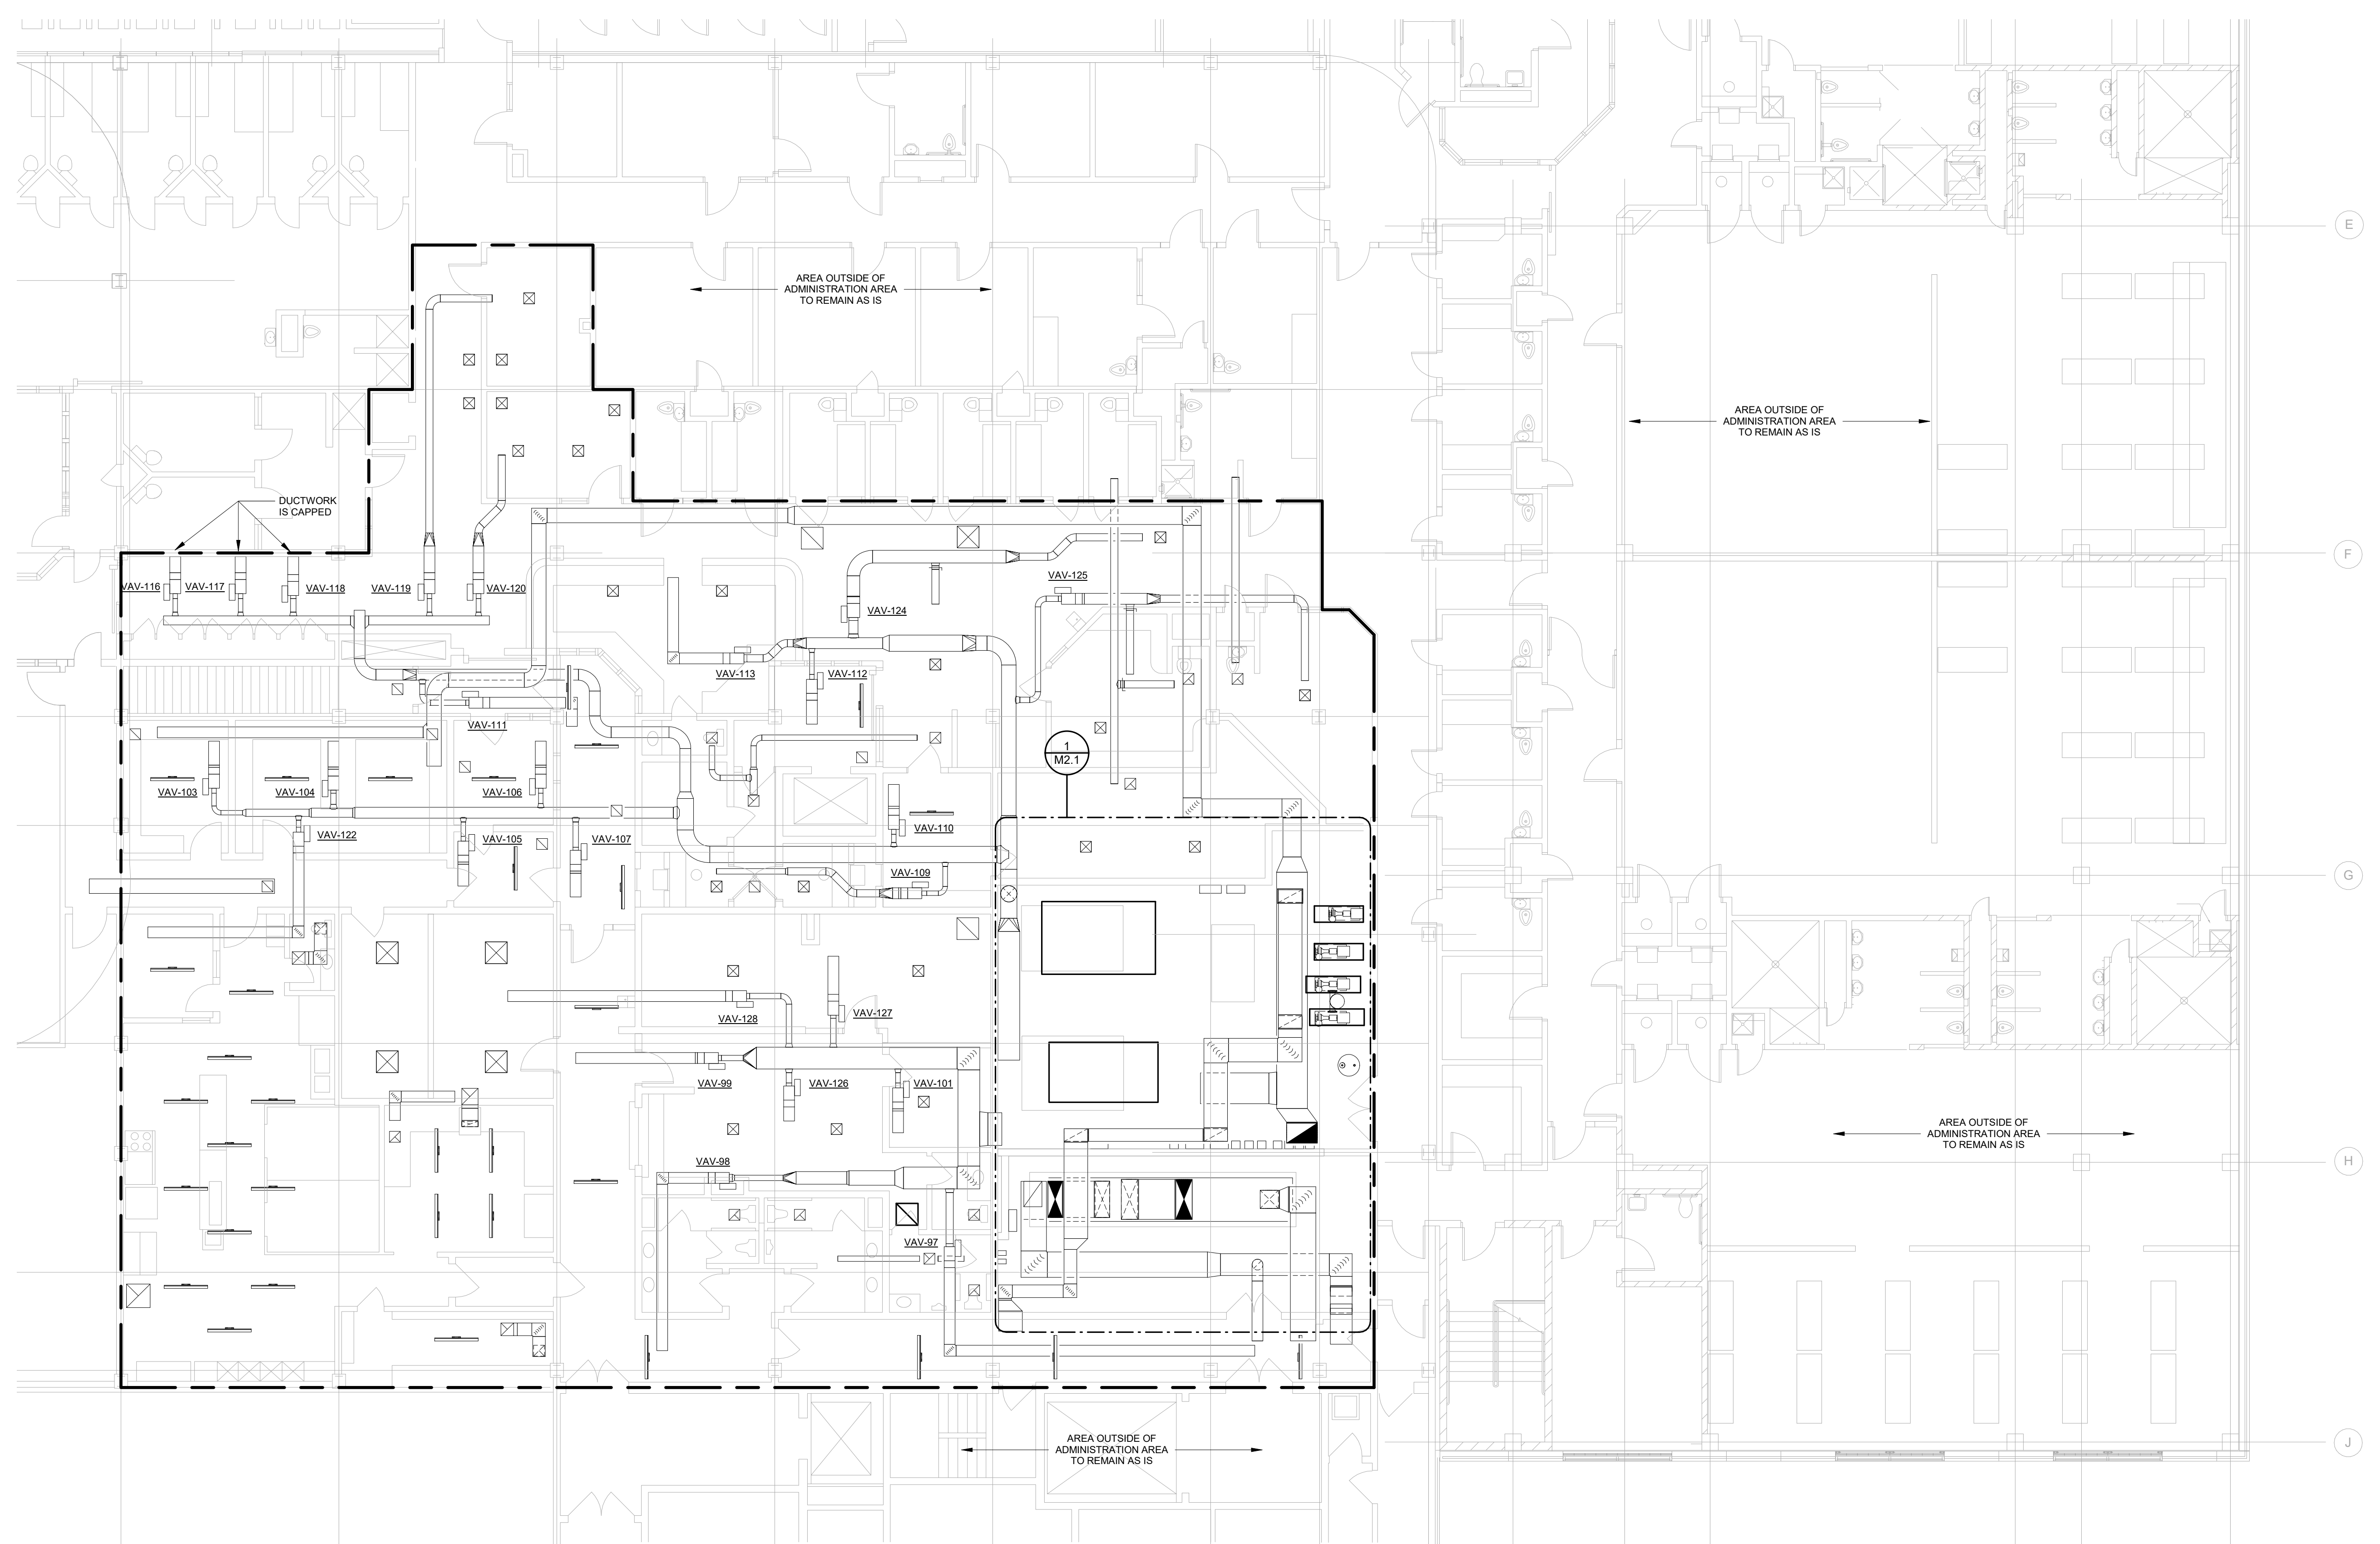 E
AREA OUTSIDE OF
ADMINISTRATION AREA
TO REMAIN AS IS
AREA OUTSIDE OF
ADMINISTRATION AREA
TO REMAIN AS IS
DUCTWORK
IS CAPPED
F
VAV-116
VAV-117
VAV-118
VAV-119
VAV-120
VAV-125
VAV-124
VAV-113
VAV-112
VAV-111
1
M2.1
VAV-103
VAV-104
VAV-106
VAV-122
VAV-105
VAV-107
VAV-110
VAV-109
G
VAV-128
VAV-127
VAV-99
VAV-126
VAV-101
AREA OUTSIDE OF
ADMINISTRATION AREA
TO REMAIN AS IS
VAV-98
H
VAV-97
AREA OUTSIDE OF
ADMINISTRATION AREA
TO REMAIN AS IS
J